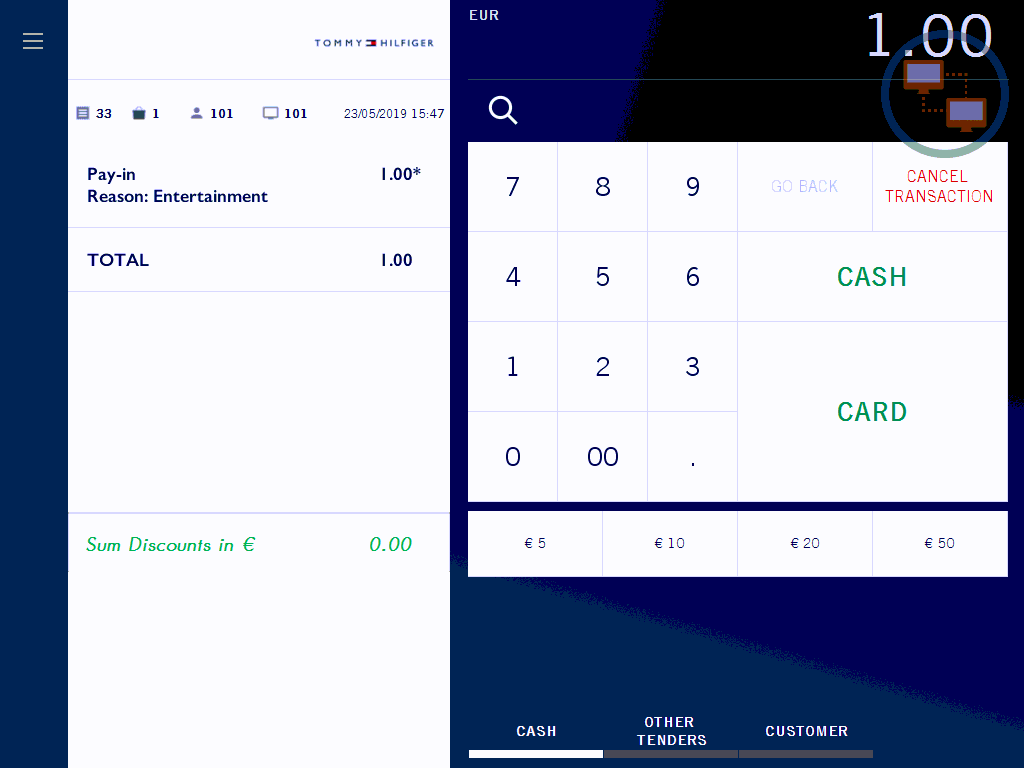 TOMMY HILFIGER
33 1 101 101 23/05/2019 15:47
Pay-in 1.00*
Reason: Entertainment
TOTAL 1.00
Sum Discounts in € 0.00
EUR
1.00
7 8 9 GO BACK CANCEL
TRANSACTION
4 5 6 CASH
1 2 3
CARD
0 00 .
€ 5 € 10 € 20 € 50
CASH OTHER
TENDERS CUSTOMER